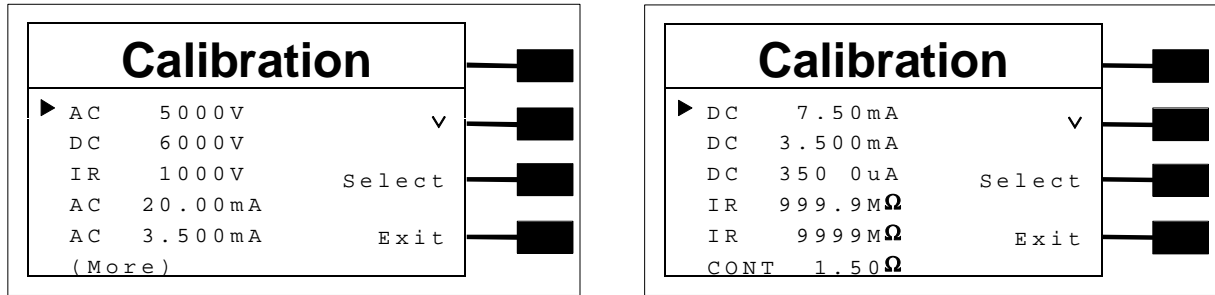 Calibration
AC 5000V
DC 6000V
IR 1000V
AC 20.00mA
AC 3.500mA
(More)
v
Select
Exit
Calibration
DC 7.50mA
DC 3.500mA
DC 350 0uA
IR 999.9MΩ
IR 9999MΩ
CONT 1.50Ω
v
Select
Exit